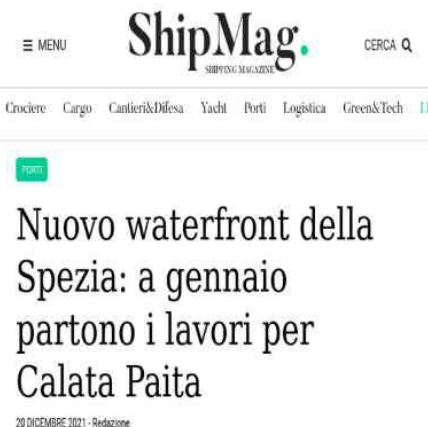 ≡ MENU
ShipMag.
CERCA
SHIPPING MAGAZINE
Crociere Cargo Cantieri&Difesa Yacht Porti Logistica Green&Tech
PORTI
Nuovo waterfront della
Spezia: a gennaio
partono i lavori per
Calata Paita
20 DICEMBRE 2021 - Redazione